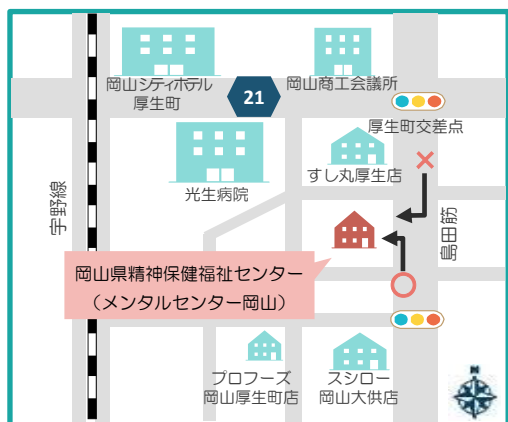 岡山シティホテル
厚生町
21
岡山商工会議所
厚生町交差点
すし丸厚生店
光生病院
宇野線
島田筋
岡山県精神保健福祉センター
（メンタルセンター岡山）
プロフーズ
岡山厚生町店
スシロー
岡山大供店
N